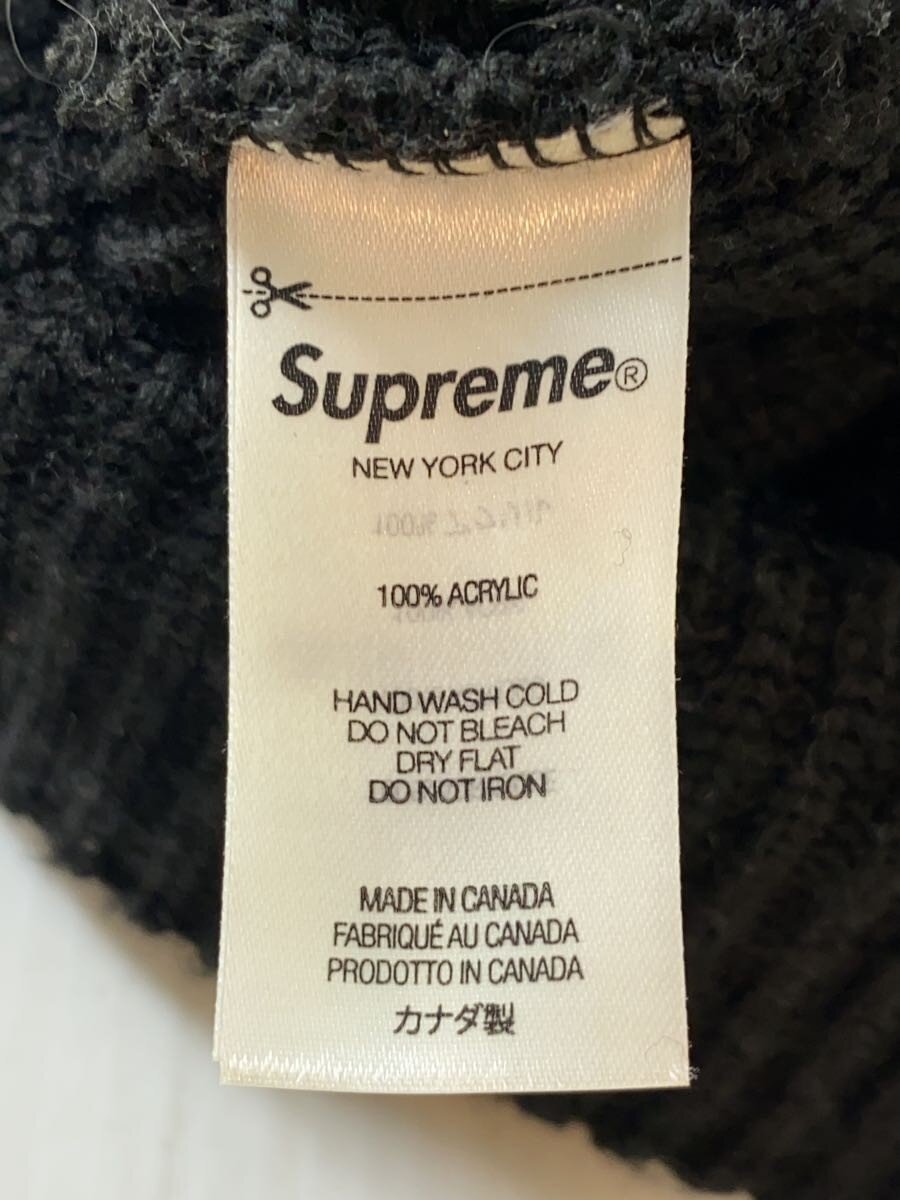 Supreme®
NEW YORK CITY
100% ACRYLIC
HAND WASH COLD
DO NOT BLEACH
DRY FLAT
DO NOT IRON
MADE IN CANADA
FABRIQUÉ AU CANADA
PRODOTTO IN CANADA
カナダ製